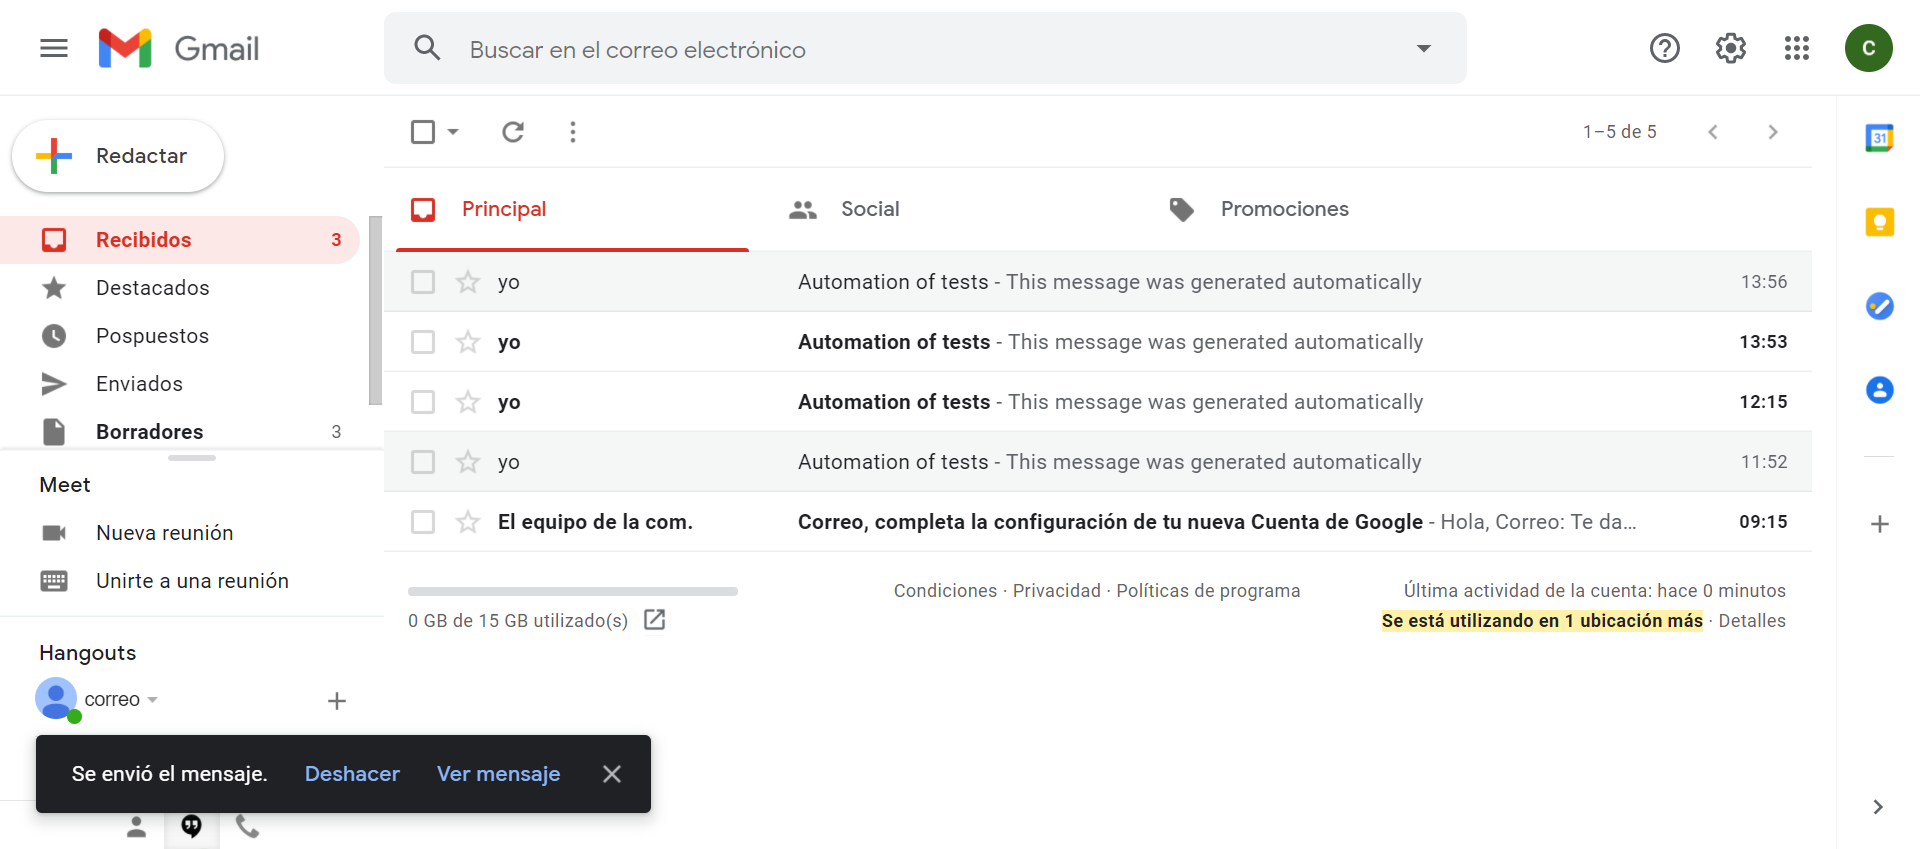 Gmail
Buscar en el correo electrónico
C
Redactar
1–5 de 5
31
Recibidos 3
Destacados
Pospuestos
Enviados
Borradores 3
Principal
Social
Promociones
yo Automation of tests - This message was generated automatically 13:56
yo Automation of tests - This message was generated automatically 13:53
yo Automation of tests - This message was generated automatically 12:15
yo Automation of tests - This message was generated automatically 11:52
El equipo de la com. Correo, completa la configuración de tu nueva Cuenta de Google - Hola, Correo: Te da... 09:15
Meet
Nueva reunión
Unirte a una reunión
Hangouts
correo
0 GB de 15 GB utilizado(s)
Condiciones · Privacidad · Políticas de programa
Última actividad de la cuenta: hace 0 minutos
Se está utilizando en 1 ubicación más · Detalles
Se envió el mensaje. Deshacer Ver mensaje